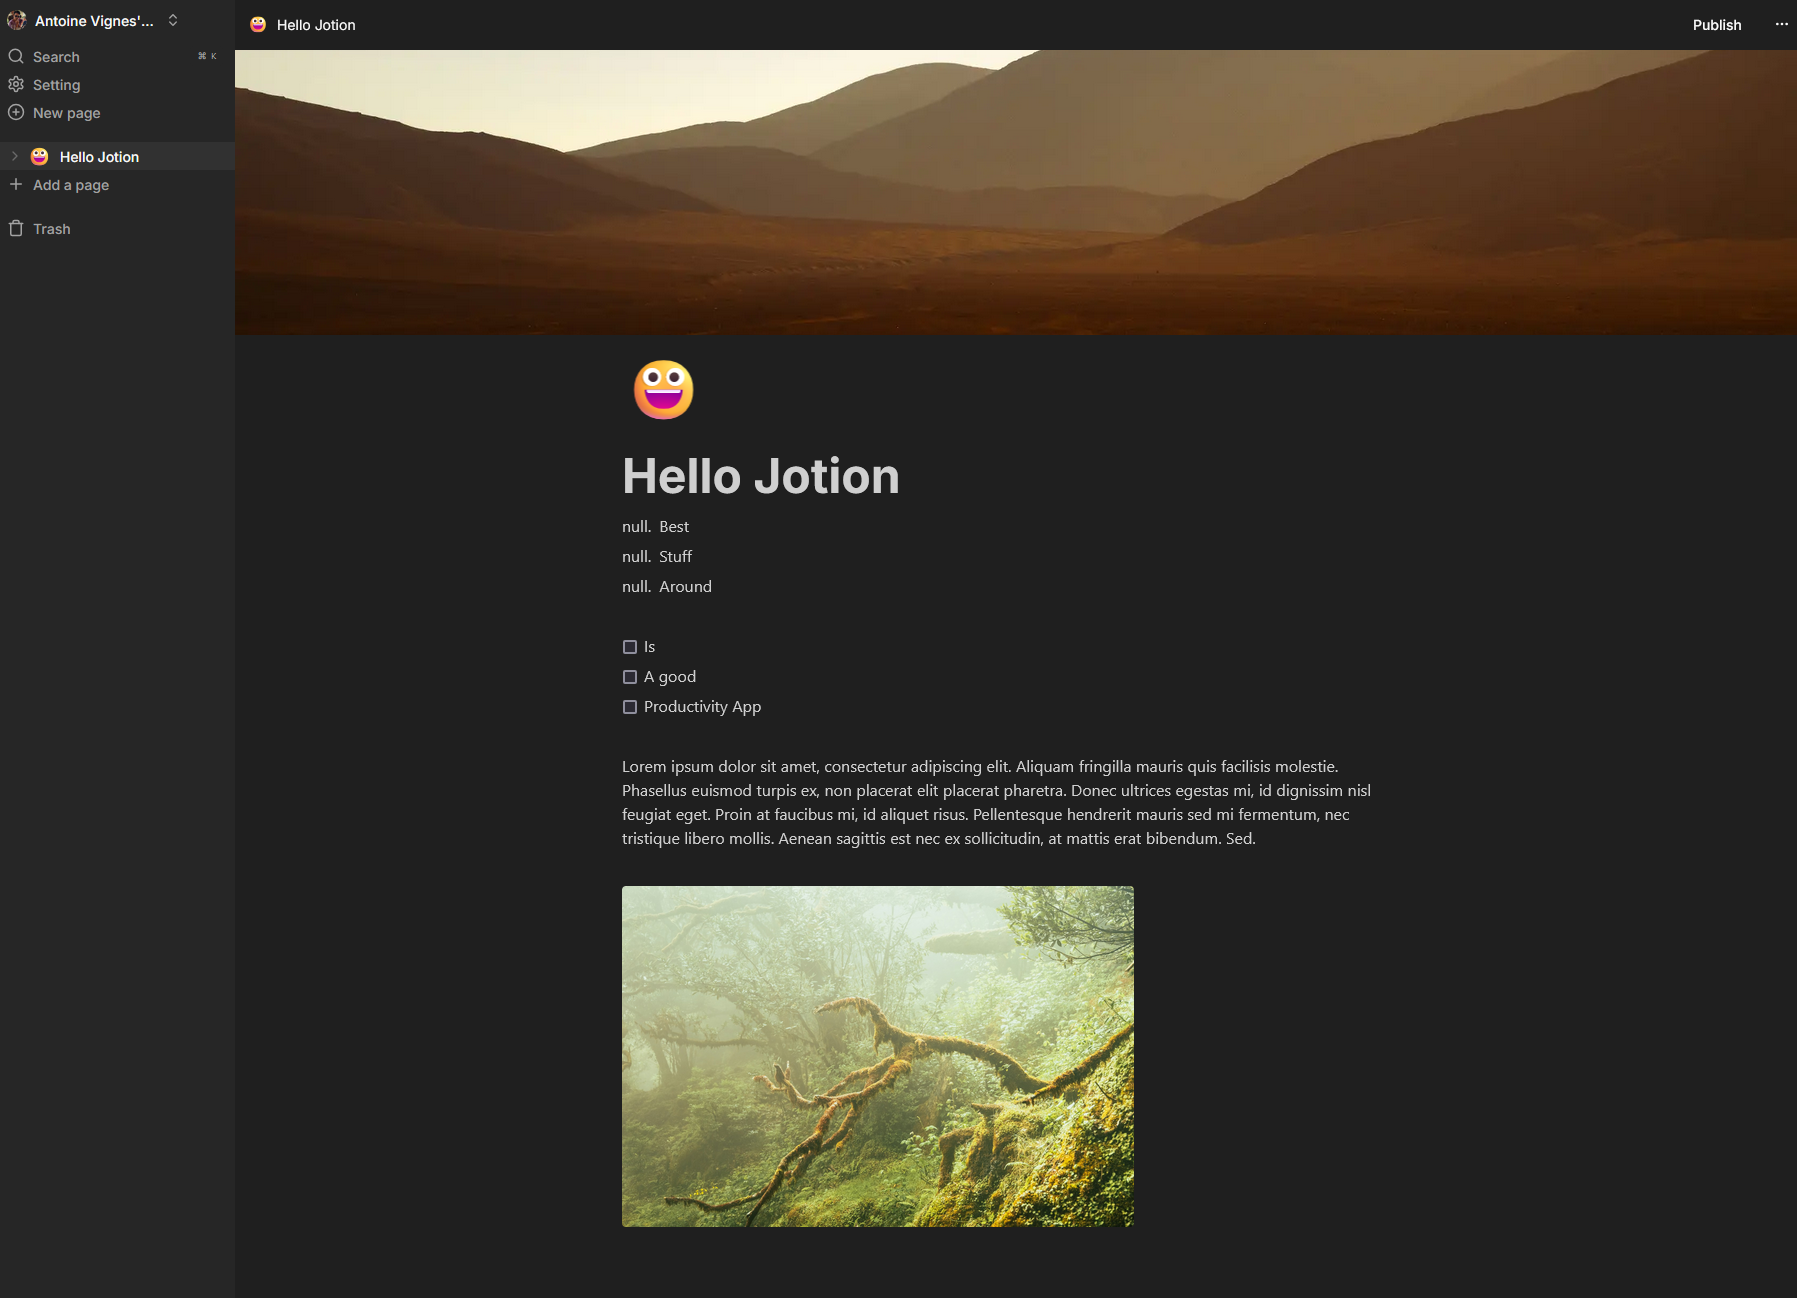 Antoine Vignes'...
Search ⌘ K
Setting
New page
Hello Jotion
Add a page
Trash
Hello Jotion
Publish
Hello Jotion
null. Best
null. Stuff
null. Around
Is
A good
Productivity App
Lorem ipsum dolor sit amet, consectetur adipiscing elit. Aliquam fringilla mauris quis facilisis molestie.
Phasellus euismod turpis ex, non placerat elit placerat pharetra. Donec ultrices egestas mi, id dignissim nisl
feugiat eget. Proin at faucibus mi, id aliquet risus. Pellentesque hendrerit mauris sed mi fermentum, nec
tristique libero mollis. Aenean sagittis est nec ex sollicitudin, at mattis erat bibendum. Sed.